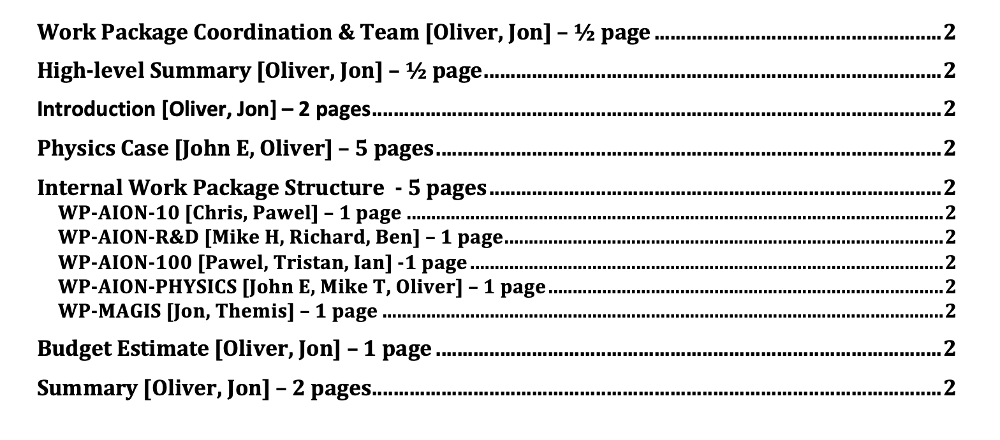 Work Package Coordination & Team [Oliver, Jon] – ½ page ........ 2
High-level Summary [Oliver, Jon] – ½ page ........ 2
Introduction [Oliver, Jon] – 2 pages ........ 2
Physics Case [John E, Oliver] – 5 pages ........ 2
Internal Work Package Structure  - 5 pages ........ 2
WP-AION-10 [Chris, Pawel] – 1 page ........ 2
WP-AION-R&D [Mike H, Richard, Ben] – 1 page ........ 2
WP-AION-100 [Pawel, Tristan, Ian] -1 page ........ 2
WP-AION-PHYSICS [John E, Mike T, Oliver] – 1 page ........ 2
WP-MAGIS [Jon, Themis] – 1 page ........ 2
Budget Estimate [Oliver, Jon] – 1 page ........ 2
Summary [Oliver, Jon] – 2 pages ........ 2